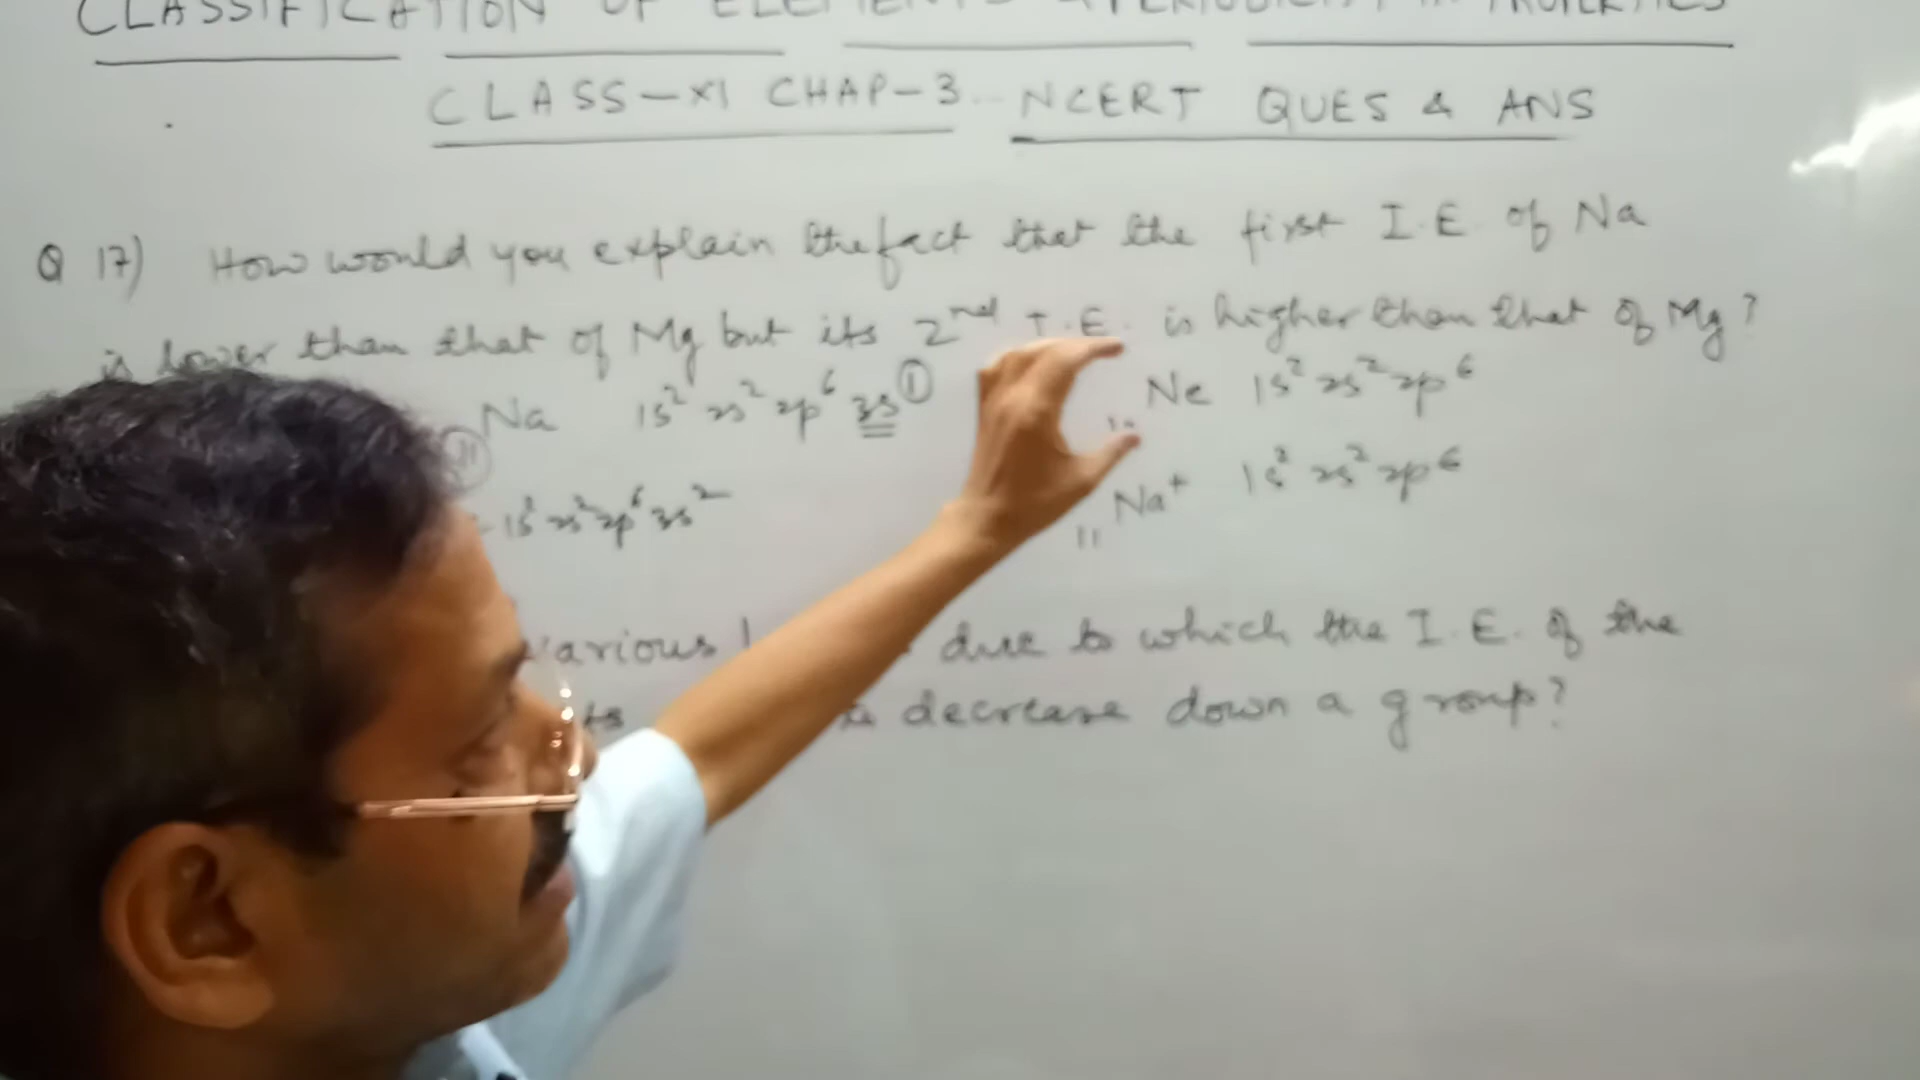 CLASSIFICATION OF ELEMENTS & PERIODICITY IN PROPERTIES
CLASS-XI CHAP-3 NCERT QUES & ANS
Q 17) How would you explain the fact that the first I.E. of Na
is lower than that of Mg but its 2nd I.E. is higher than that of Mg?
11 Na 1s² 2s² 2p⁶ 3s①
Ne 1s² 2s² 2p⁶
1s² 2s² 2p⁶ 3s²
11 Na⁺ 1s² 2s² 2p⁶
various due to which the I.E. of the
decrease down a group?